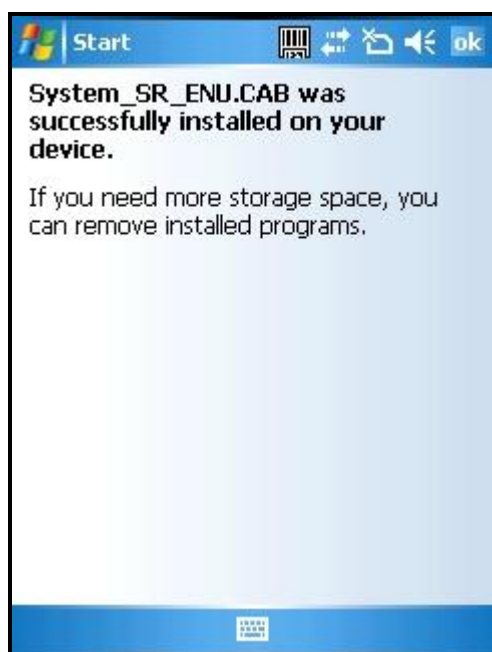 Start
ok
System_SR_ENU.CAB was
successfully installed on your
device.
If you need more storage space, you
can remove installed programs.